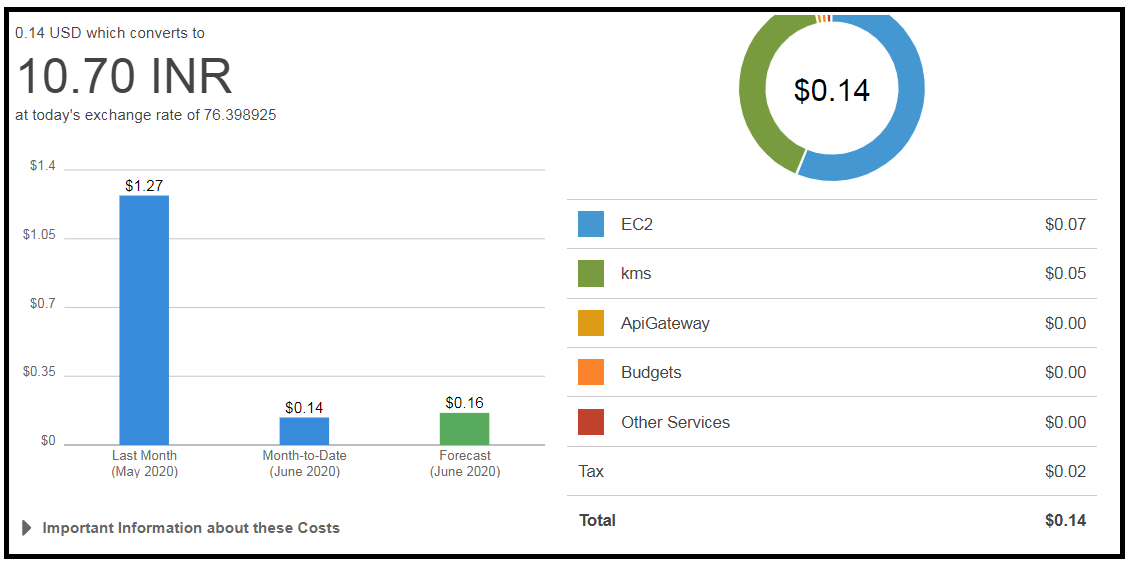 0.14 USD which converts to
10.70 INR
at today's exchange rate of 76.398925
$1.4
$1.05
$0.7
$0.35
$0
$1.27
$0.14
$0.16
Last Month
(May 2020)
Month-to-Date
(June 2020)
Forecast
(June 2020)
Important Information about these Costs
$0.14
EC2 $0.07
kms $0.05
ApiGateway $0.00
Budgets $0.00
Other Services $0.00
Tax $0.02
Total $0.14